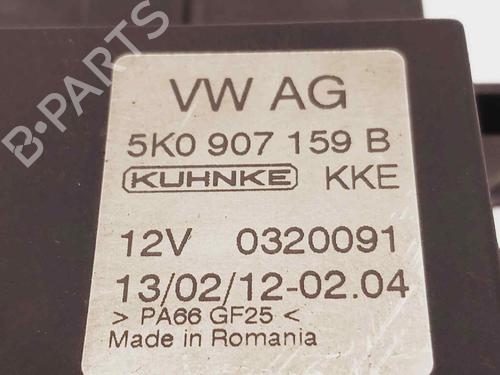 VW AG
5K0 907 159 B
KUHNKE KKE
12V 0320091
13/02/12-02.04
> PA66 GF25 <
Made in Romania
B-PARTS